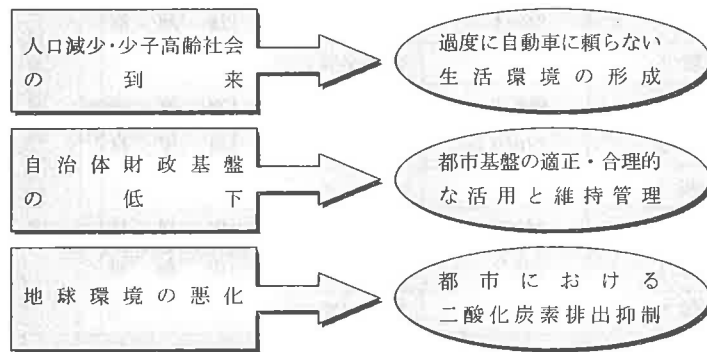 人口減少・少子高齢社会
の到来
過度に自動車に頼らない
生活環境の形成
自治体財政基盤
の低下
都市基盤の適正・合理的
な活用と維持管理
地球環境の悪化
都市における
二酸化炭素排出抑制